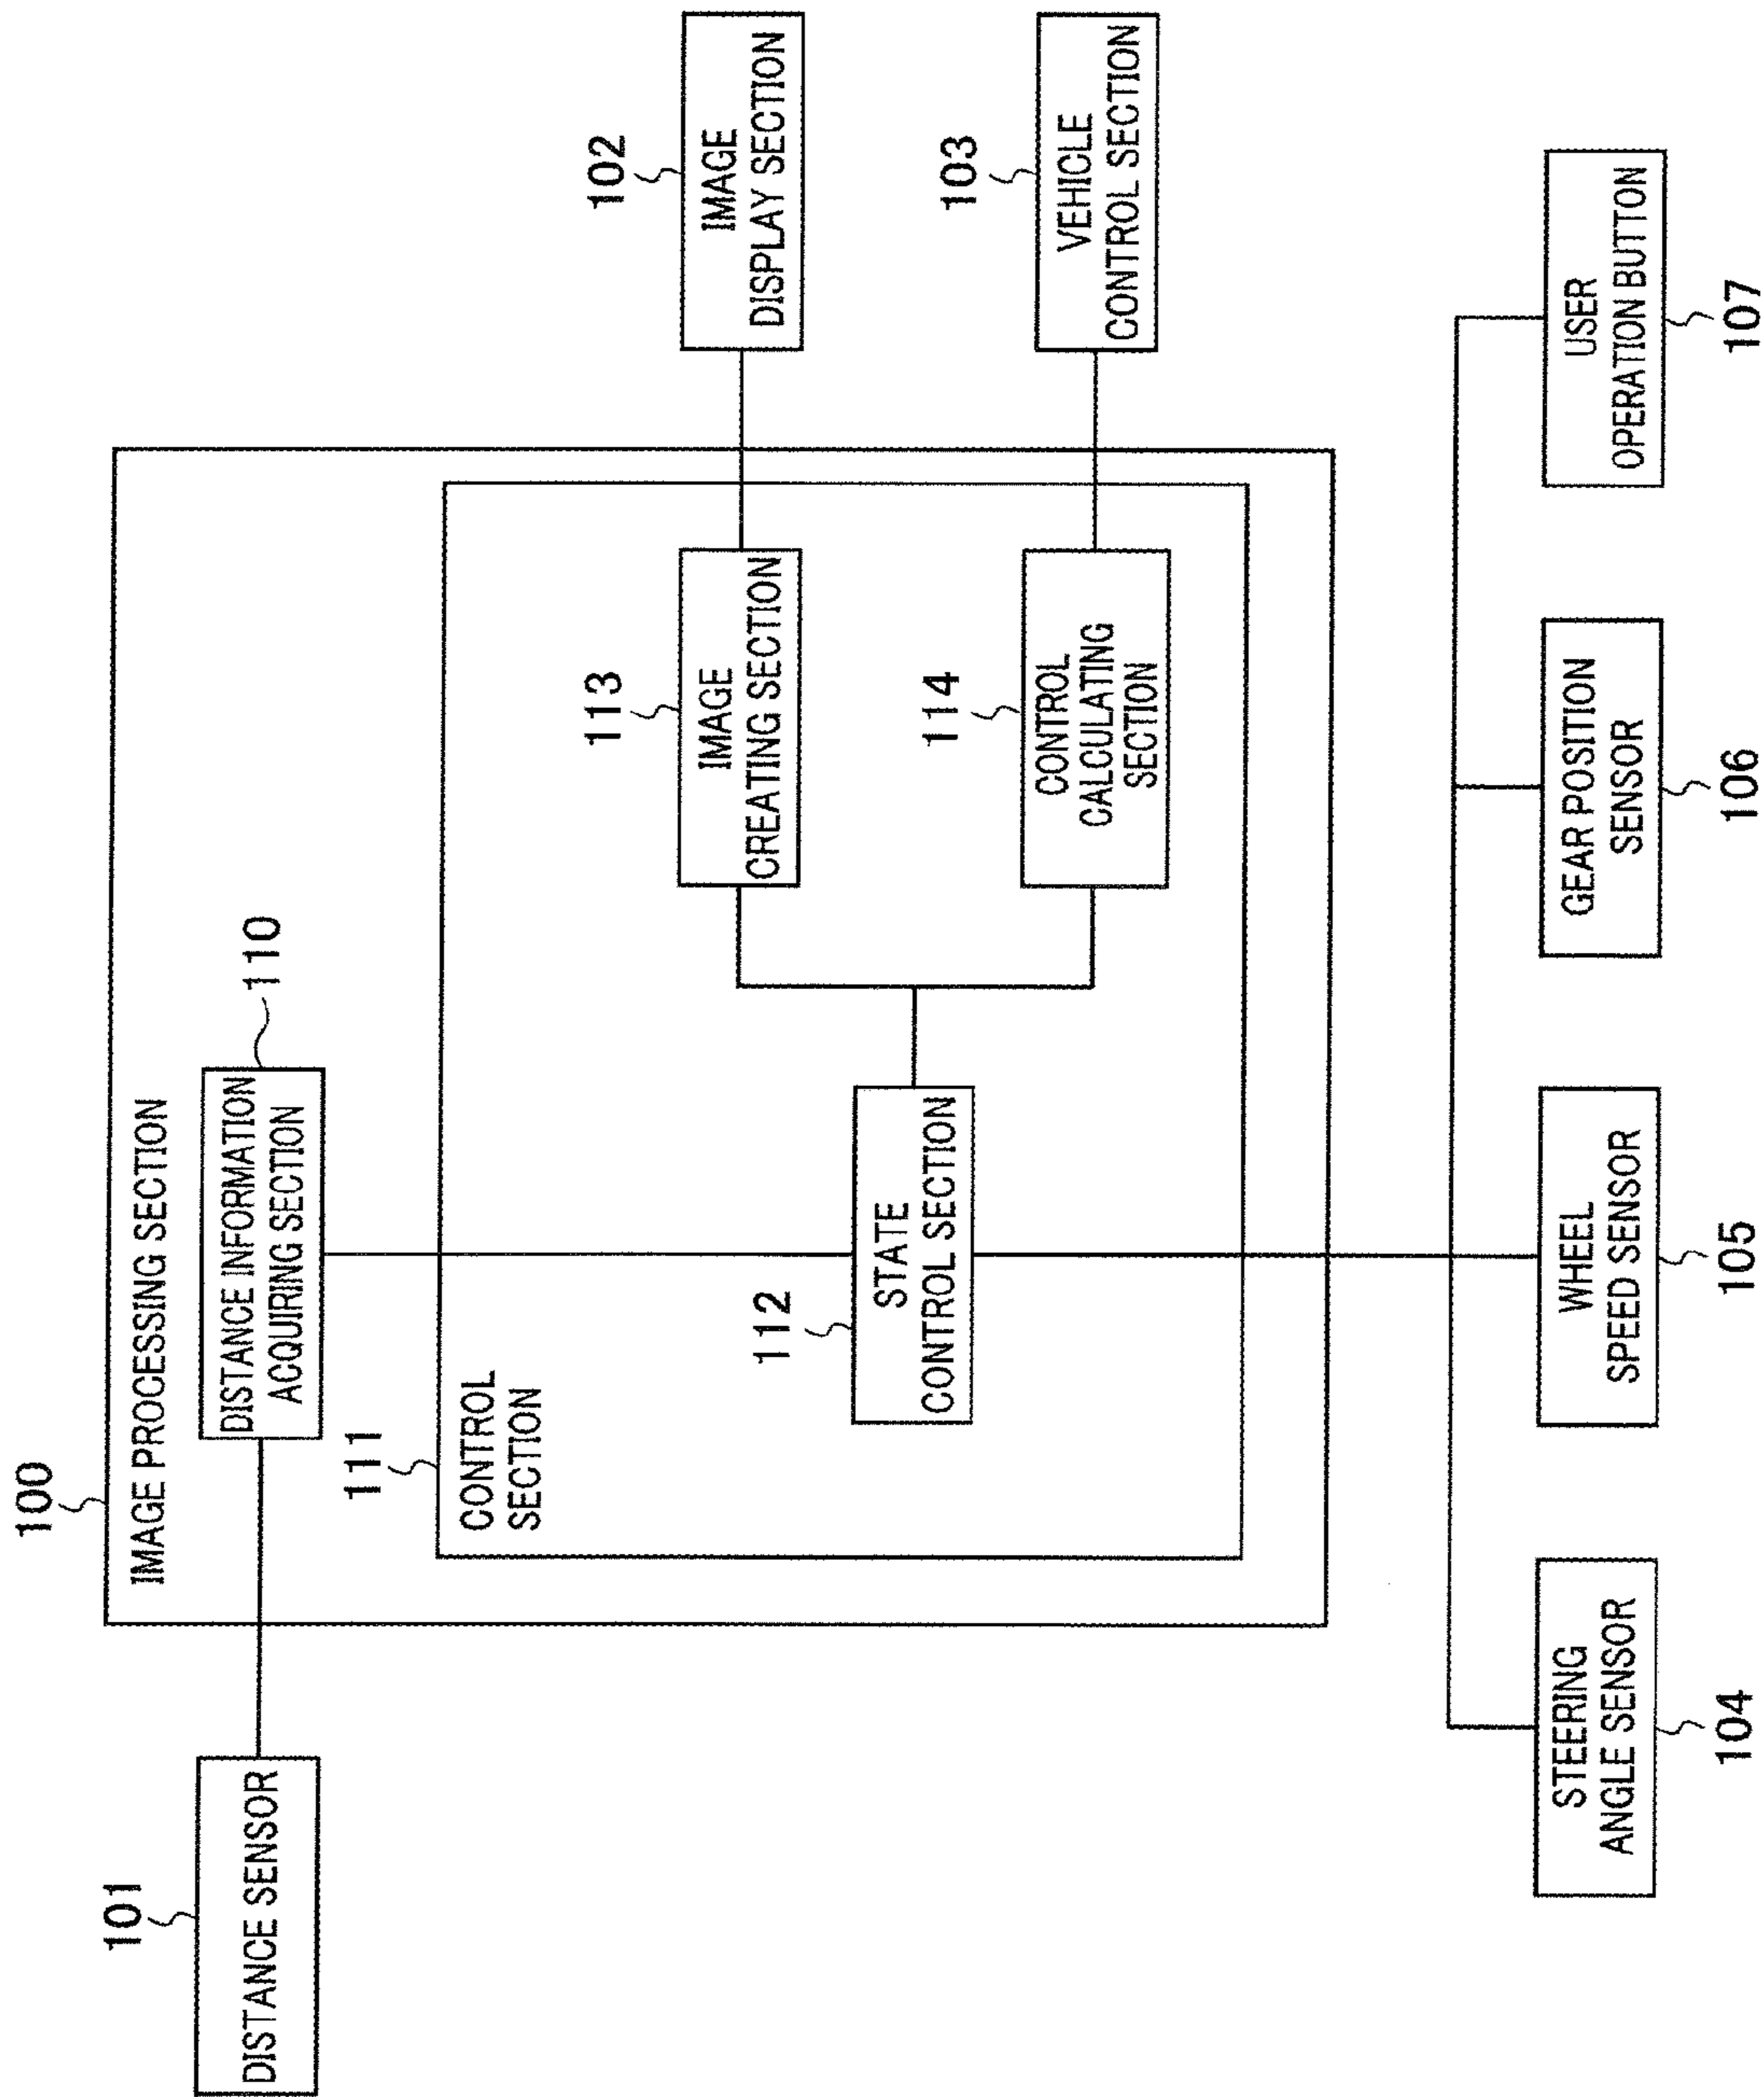 100
IMAGE PROCESSING SECTION
101
DISTANCE SENSOR
DISTANCE INFORMATION
ACQUIRING SECTION
110
111
CONTROL
SECTION
112
STATE
CONTROL SECTION
113
IMAGE
CREATING SECTION
114
CONTROL
CALCULATING
SECTION
102
IMAGE
DISPLAY SECTION
103
VEHICLE
CONTROL SECTION
STEERING
ANGLE SENSOR
104
WHEEL
SPEED SENSOR
105
GEAR POSITION
SENSOR
106
USER
OPERATION BUTTON
107